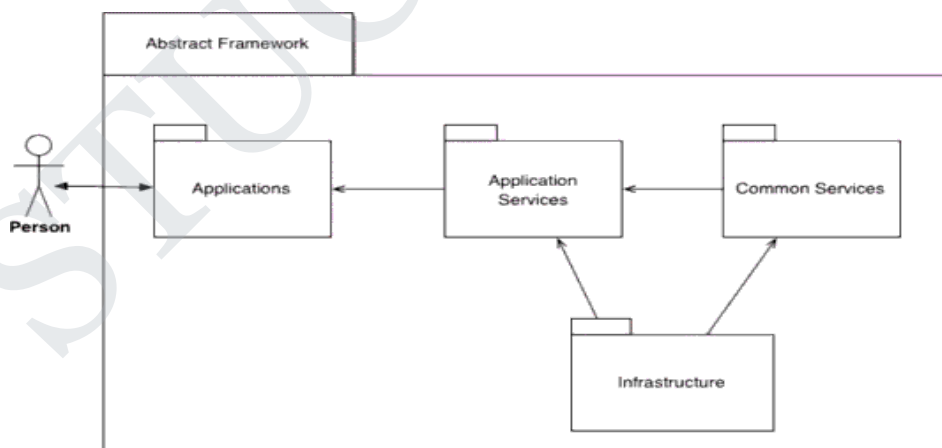 Abstract Framework
Applications
Application
Services
Common Services
Person
Infrastructure